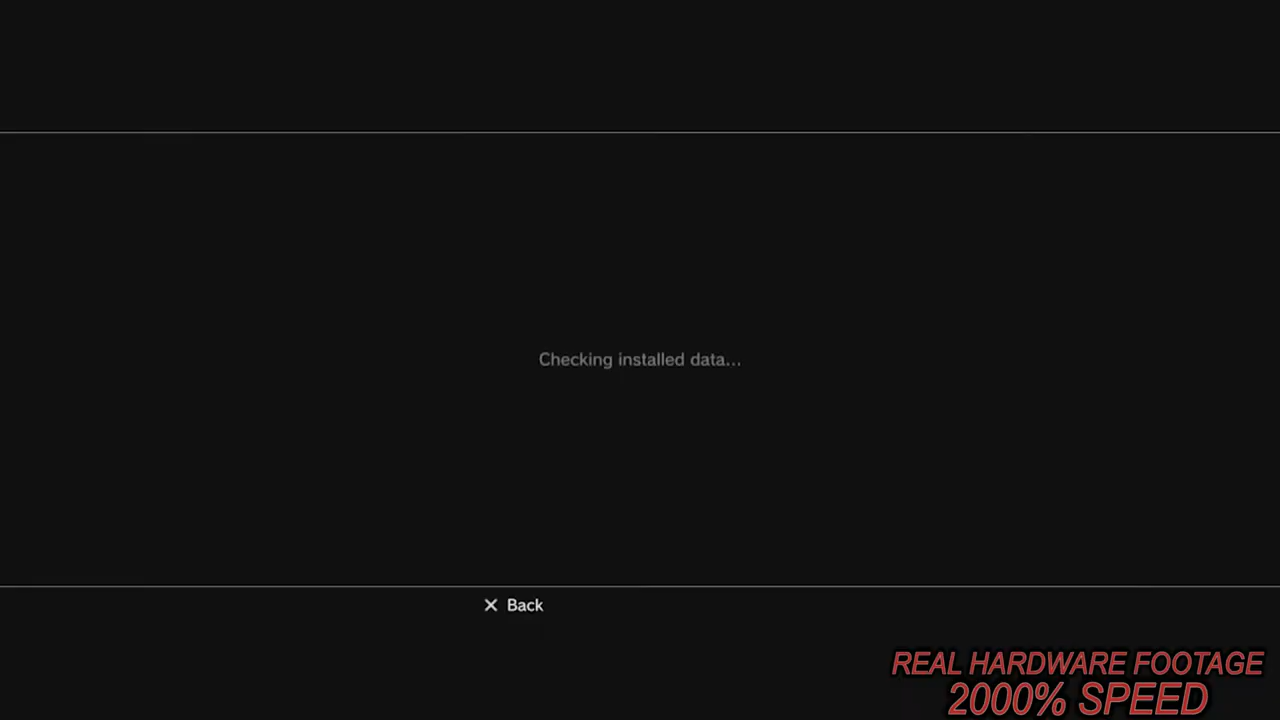 Checking installed data...
✕ Back
REAL HARDWARE FOOTAGE
2000% SPEED